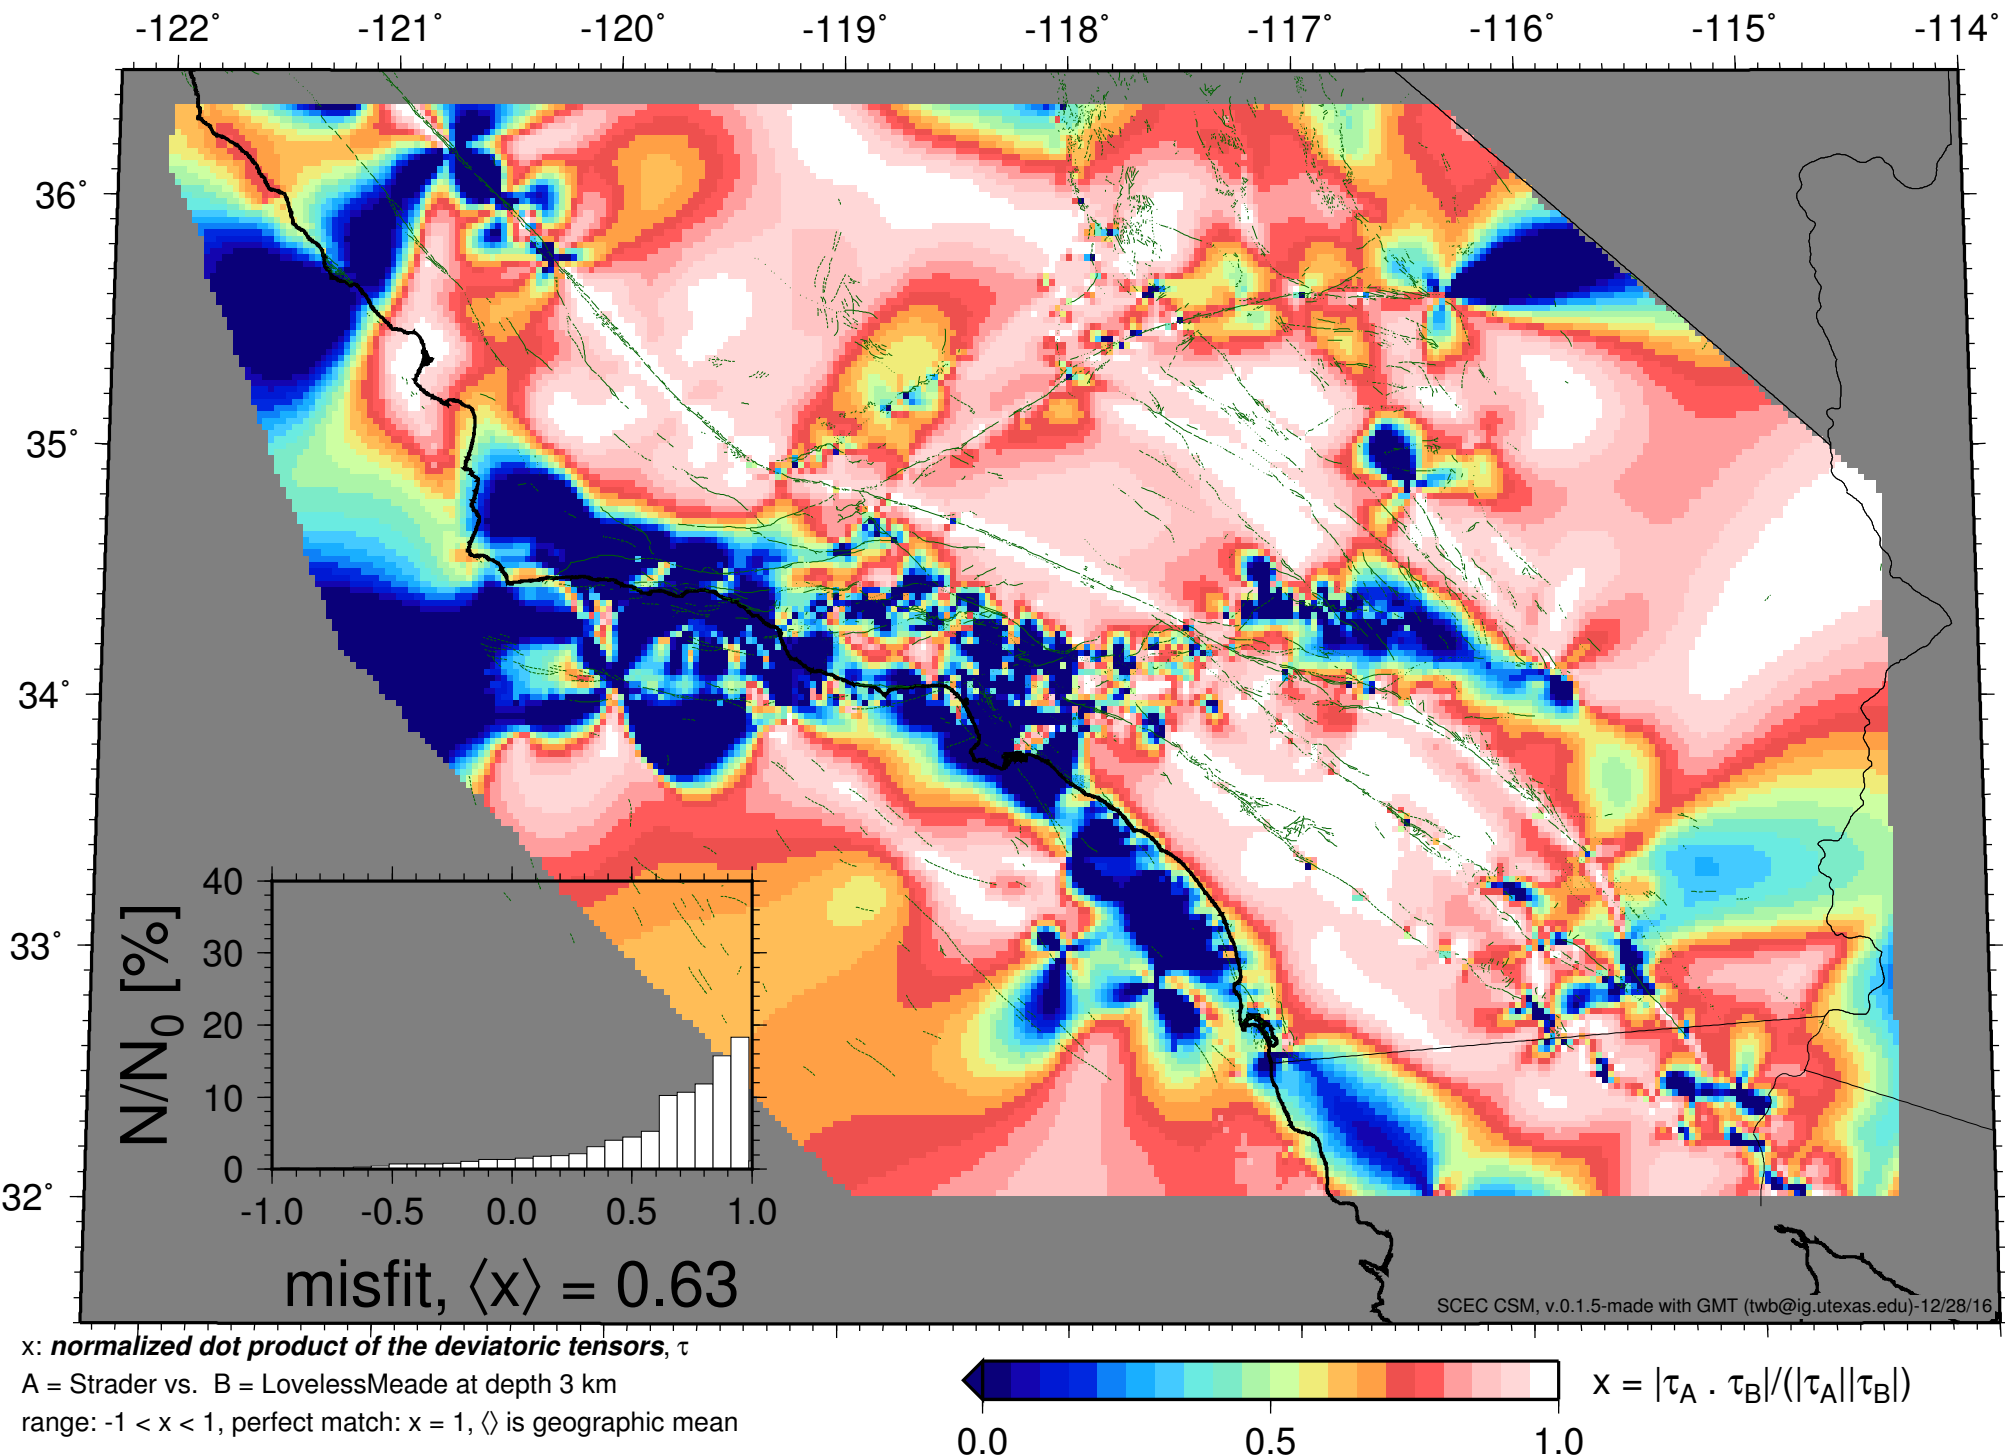 -122° -121° -120° -119° -118° -117° -116° -115° -114°
36°
35°
34°
33°
32°
N/N0 [%]
40
30
20
10
0
-1.0 -0.5 0.0 0.5 1.0
misfit, ⟨x⟩ = 0.63
SCEC CSM, v.0.1.5-made with GMT (twb@ig.utexas.edu)-12/28/16
x: normalized dot product of the deviatoric tensors, τ
A = Strader vs. B = LovelessMeade at depth 3 km
range: -1 < x < 1, perfect match: x = 1, ⟨⟩ is geographic mean
x = |τA . τB|/(|τA||τB|)
0.0 0.5 1.0